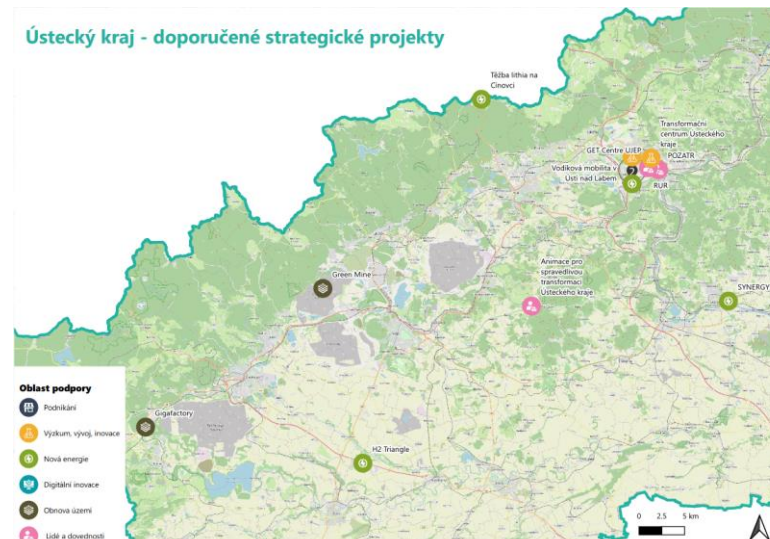 Ústecký kraj - doporučené strategické projekty
Těžba lithia na
Cínovci
Transformační
centrum Ústeckého
kraje
GET Centre UJEP
POZATR
Vodíková mobilita v
Ústí nad Labem
RUR
Green Mine
Animace pro
spravedlivou
transformaci
Ústeckého kraje
SYNERGY
Gigafactory
H2 Triangle
Oblast podpory
Podnikání
Výzkum, vývoj, inovace
Nová energie
Digitální inovace
Obnova území
Lidé a dovednosti
0 2.5 5 km